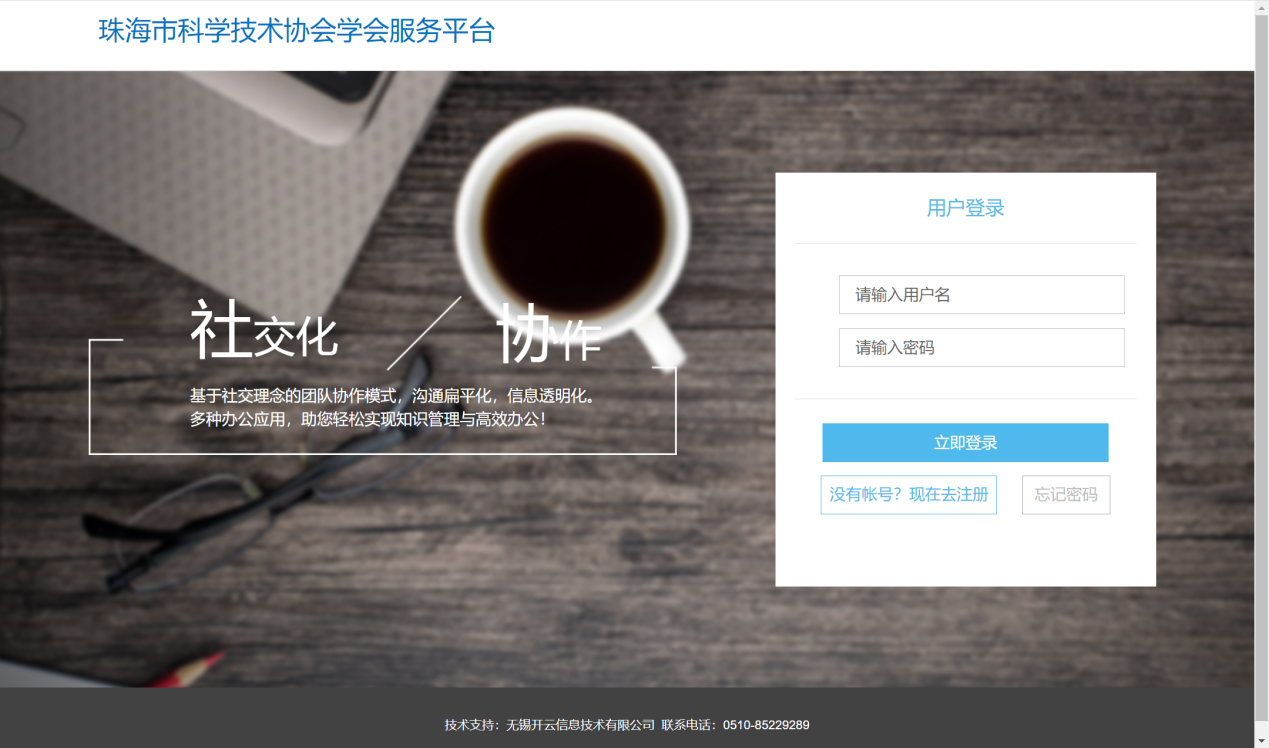 珠海市科学技术协会学会服务平台
用户登录
请输入用户名
请输入密码
社交化 协作
基于社交理念的团队协作模式，沟通扁平化，信息透明化。
多种办公应用，助您轻松实现知识管理与高效办公！
立即登录
没有帐号？现在去注册 忘记密码
技术支持：无锡开云信息技术有限公司 联系电话：0510-85229289